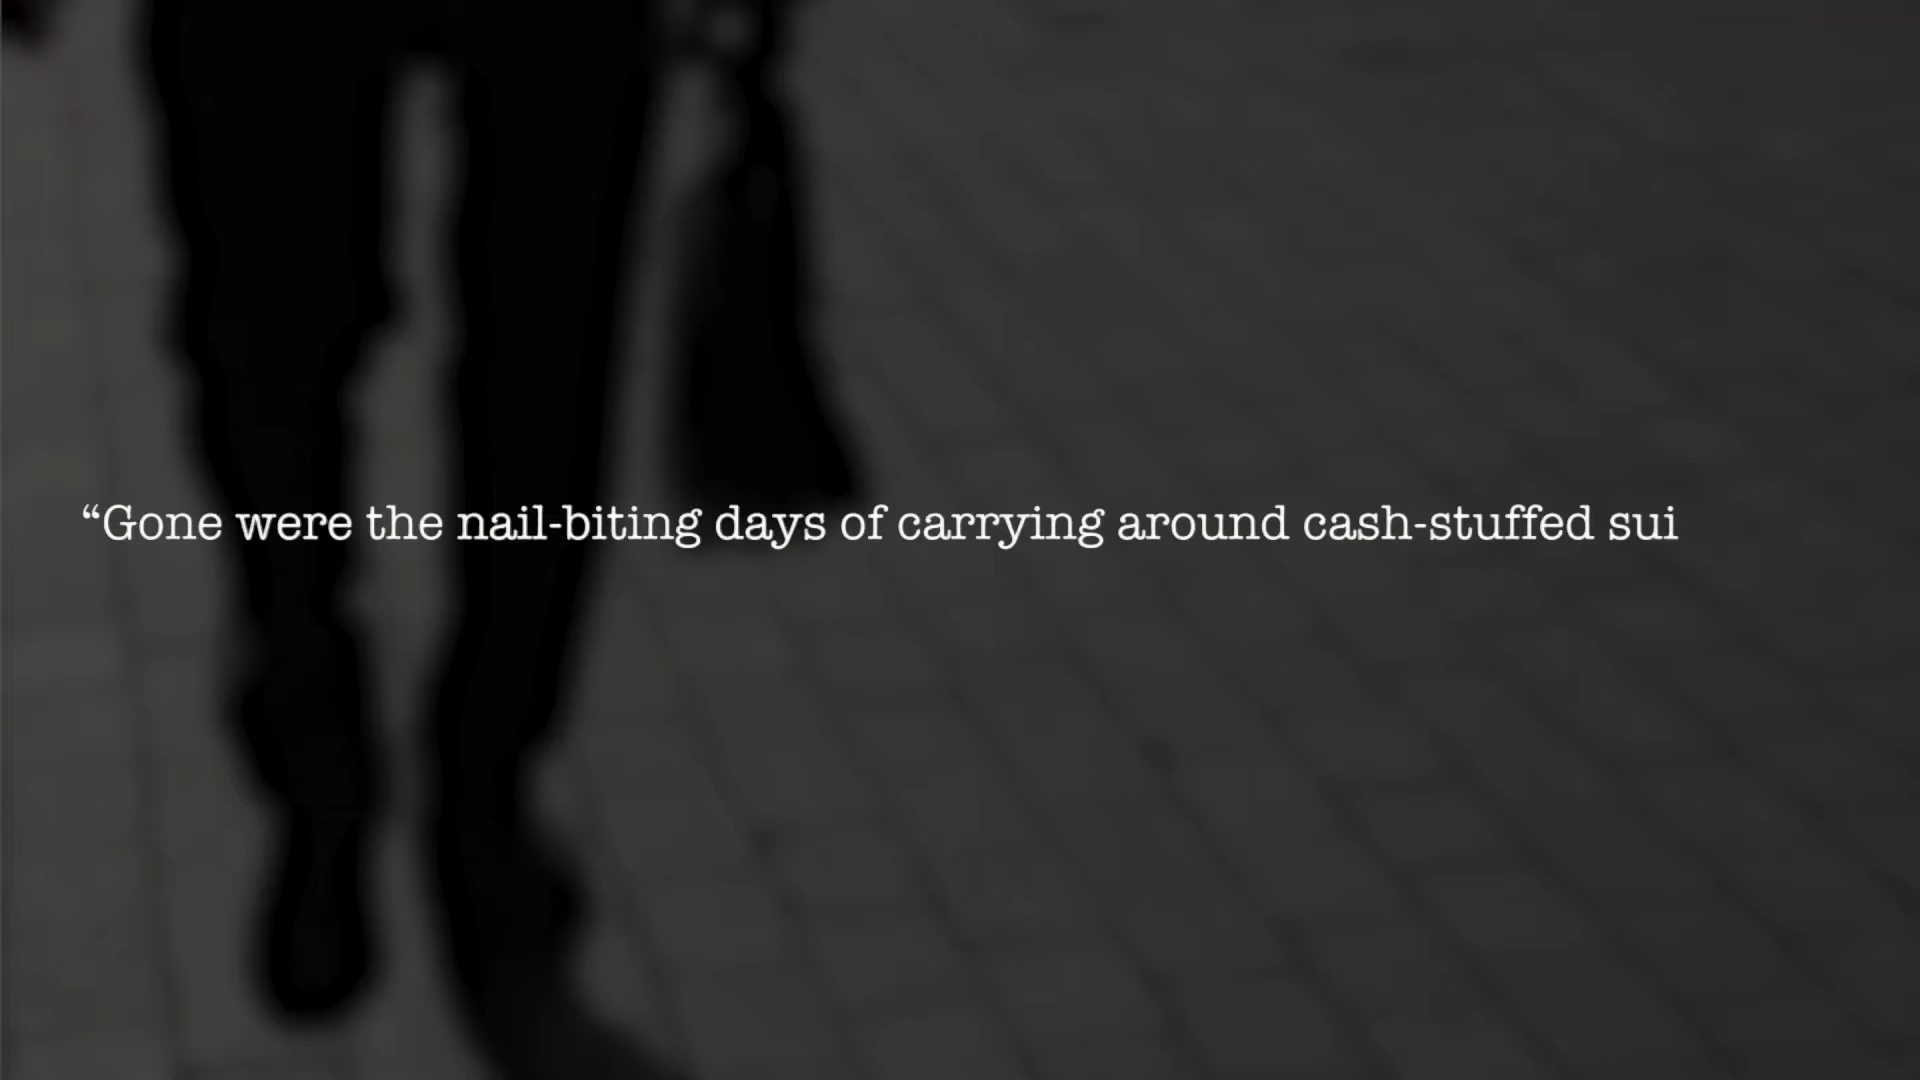 “Gone were the nail-biting days of carrying around cash-stuffed sui